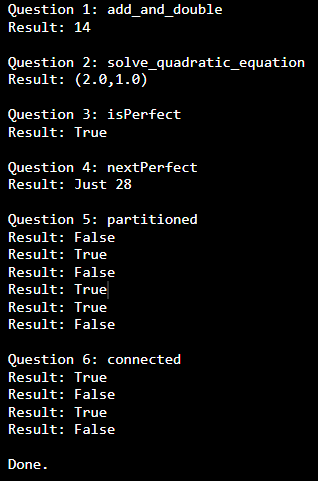 Question 1: add_and_double
Result: 14
Question 2: solve_quadratic_equation
Result: (2.0,1.0)
Question 3: isPerfect
Result: True
Question 4: nextPerfect
Result: Just 28
Question 5: partitioned
Result: False
Result: True
Result: False
Result: True
Result: True
Result: False
Question 6: connected
Result: True
Result: False
Result: True
Result: False
Done.